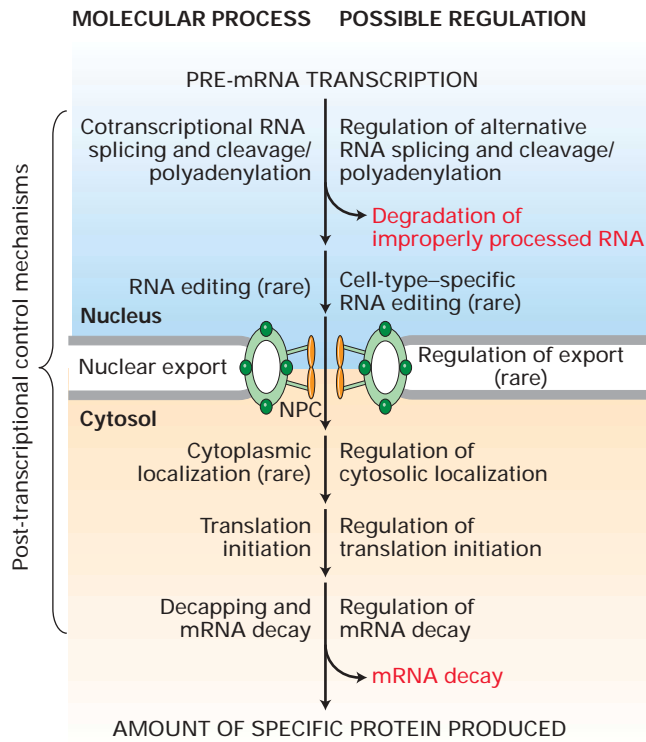 MOLECULAR PROCESS
POSSIBLE REGULATION
PRE-mRNA TRANSCRIPTION
Cotranscriptional RNA
splicing and cleavage/
polyadenylation
Regulation of alternative
RNA splicing and cleavage/
polyadenylation
Degradation of
improperly processed RNA
RNA editing (rare)
Cell-type–specific
RNA editing (rare)
Nucleus
Nuclear export
Regulation of export
(rare)
NPC
Cytosol
Cytoplasmic
localization (rare)
Regulation of
cytosolic localization
Translation
initiation
Regulation of
translation initiation
Decapping and
mRNA decay
Regulation of
mRNA decay
mRNA decay
AMOUNT OF SPECIFIC PROTEIN PRODUCED
Post-transcriptional control mechanisms